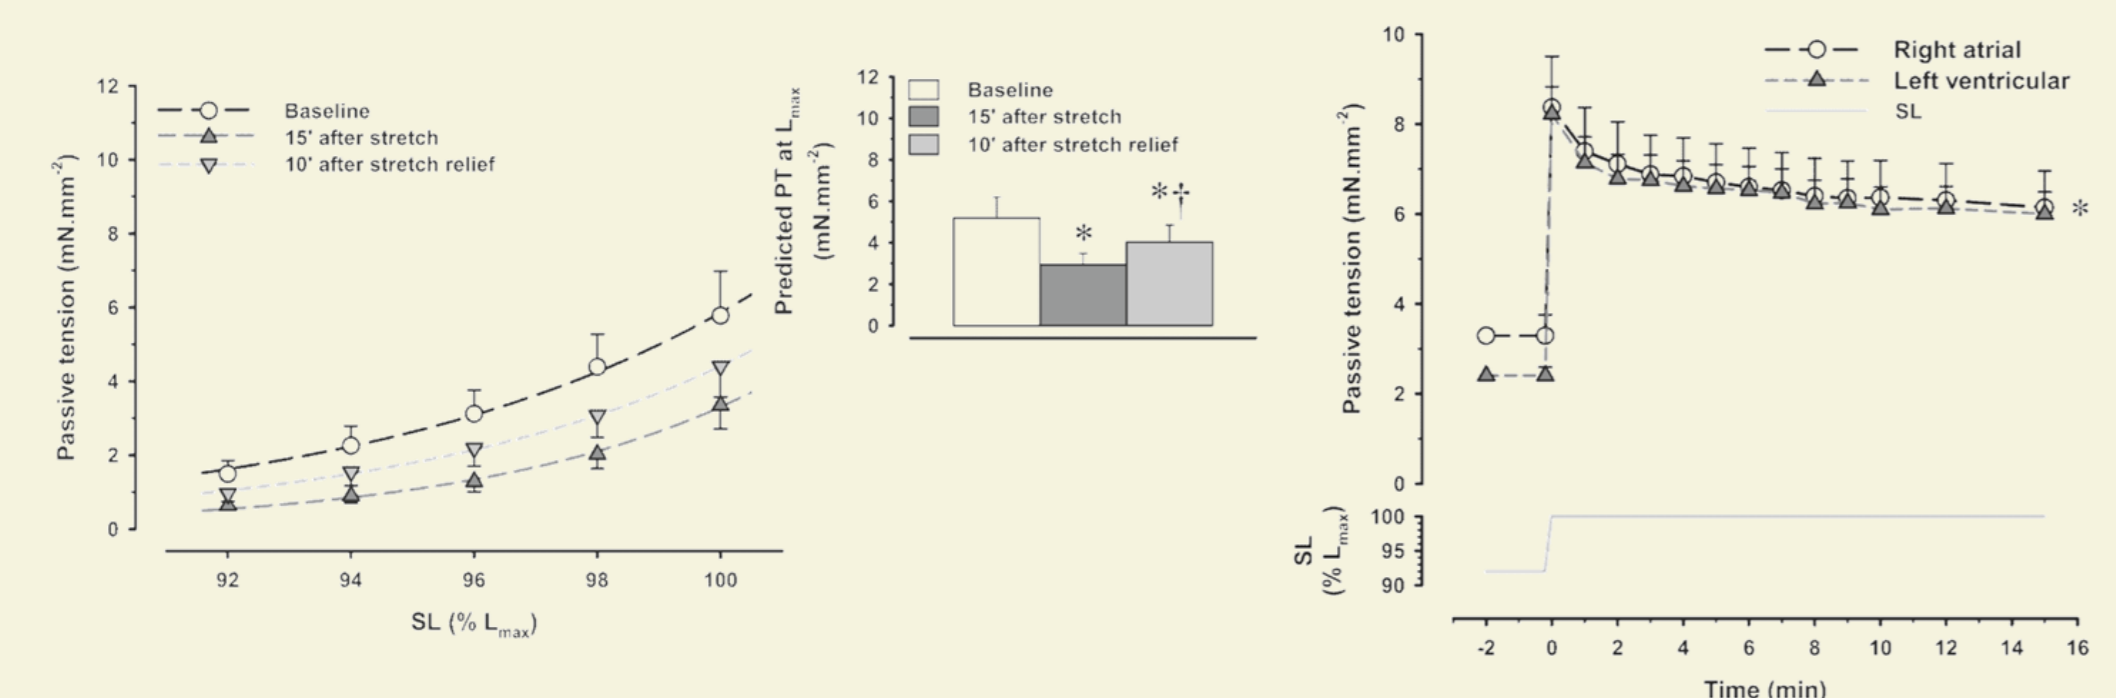 12
10
8
6
4
2
0
Passive tension (mN.mm-2)
Baseline
15' after stretch
10' after stretch relief
92 94 96 98 100
SL (% Lmax)
12
10
8
6
4
2
0
Predicted PT at Lmax
(mN.mm-2)
Baseline
15' after stretch
10' after stretch relief
*
*†
10
8
6
4
2
0
Passive tension (mN.mm-2)
Right atrial
Left ventricular
SL
*
100
95
90
SL
(% Lmax)
-2 0 2 4 6 8 10 12 14 16
Time (min)